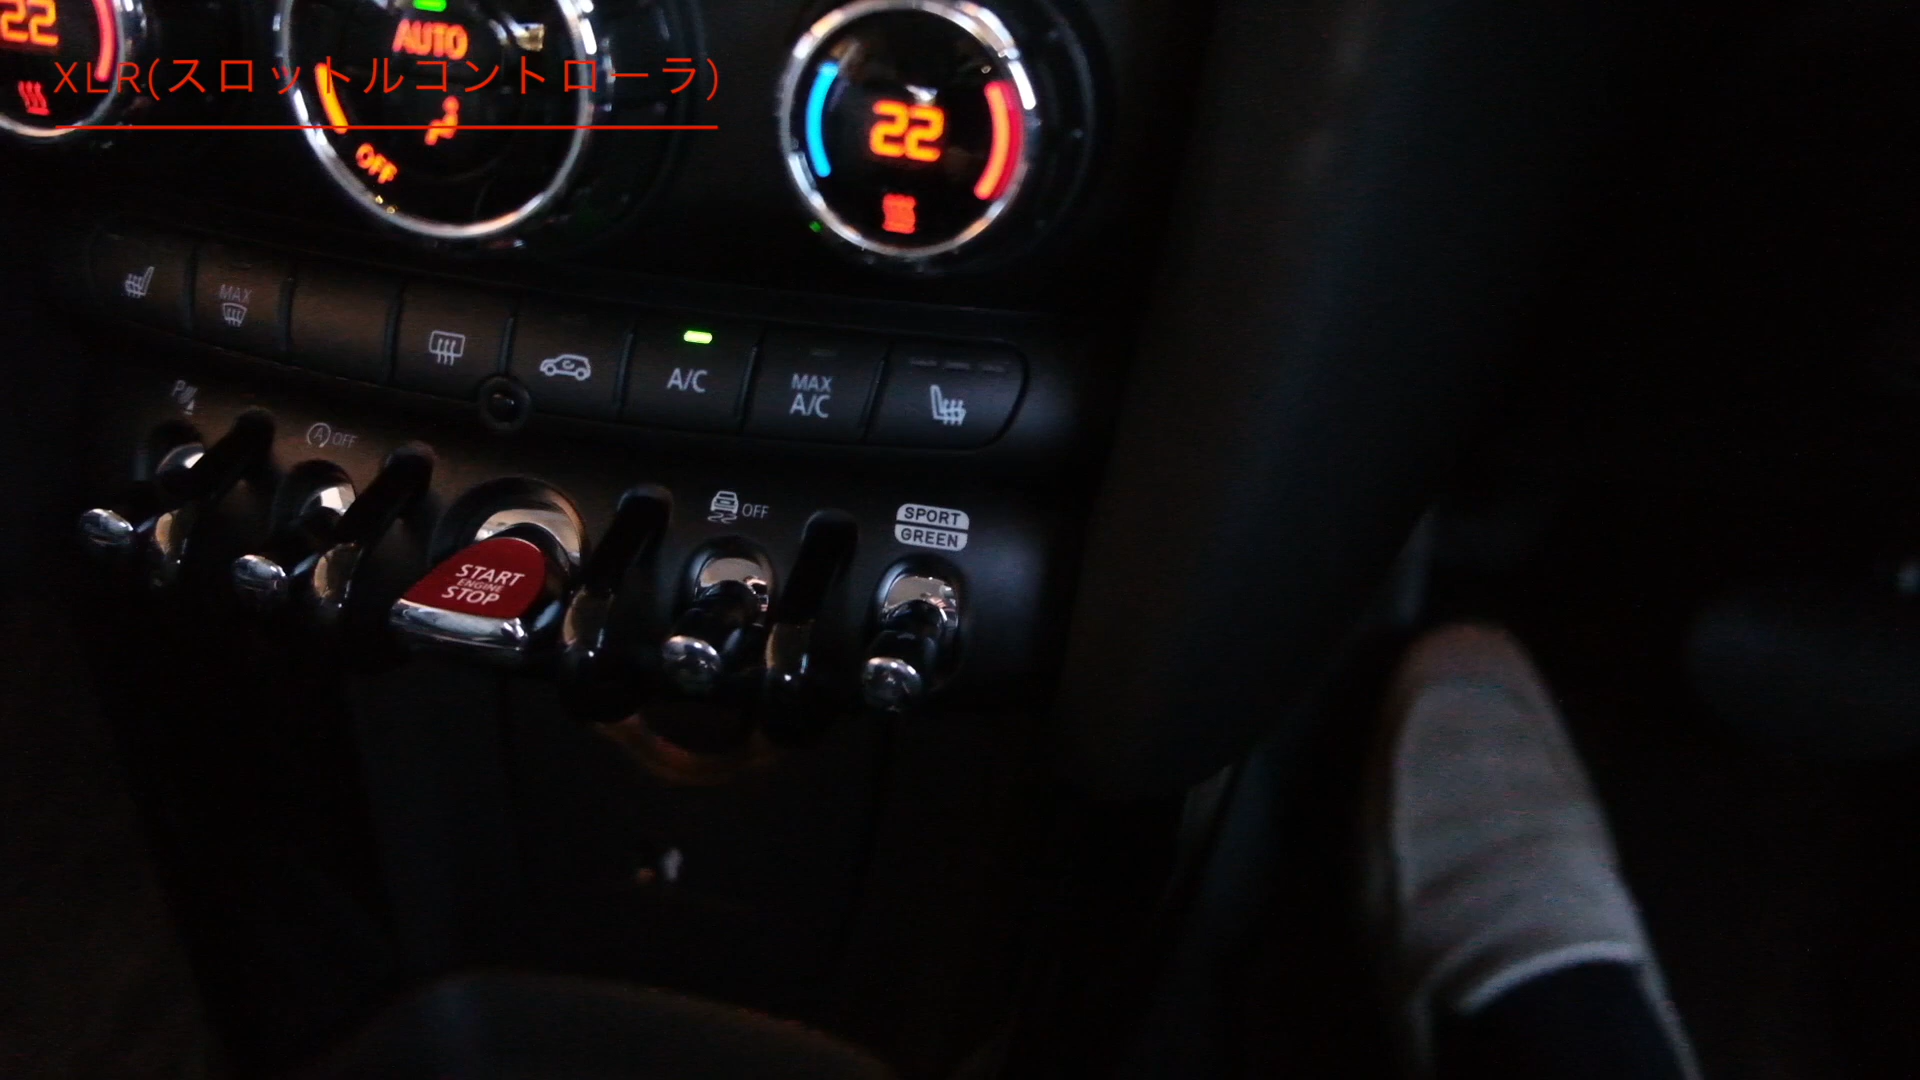 22
AUTO
22
XLR(スロットルコントローラ)
OFF
MAX
A/C
MAX
A/C
P
A OFF
OFF
SPORT
GREEN
START
ENGINE
STOP